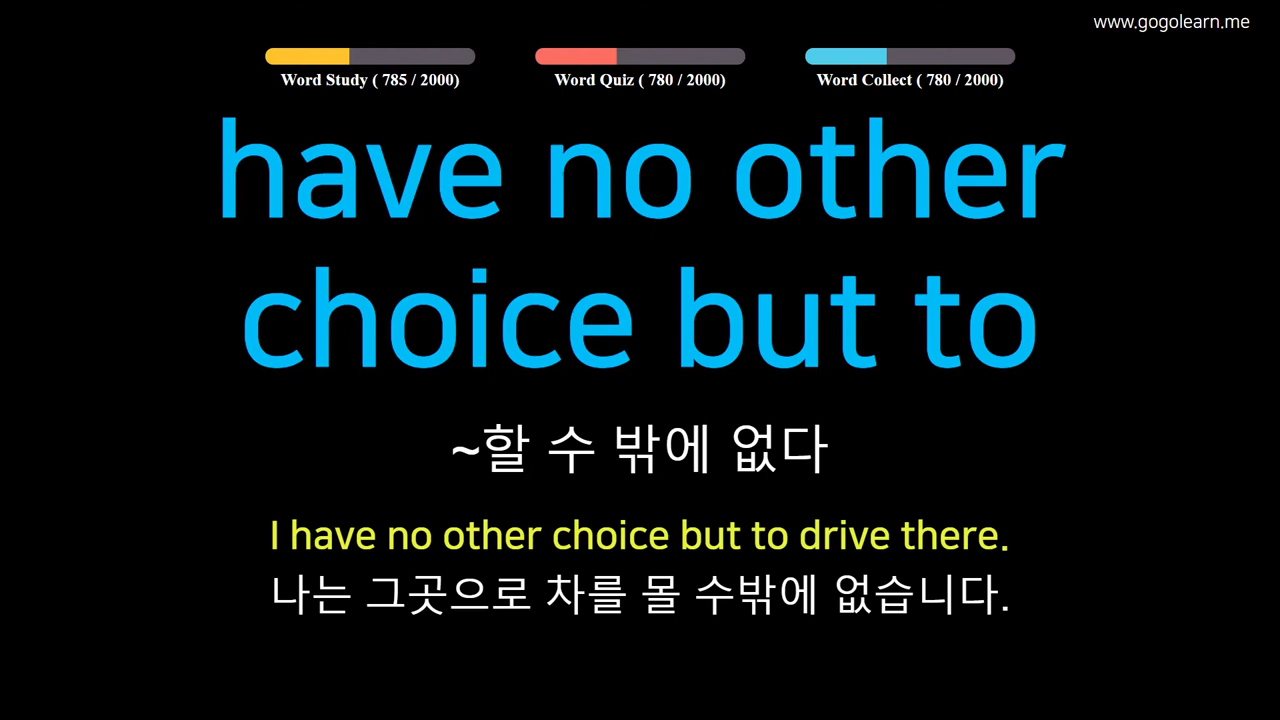 www.gogolearn.me
Word Study ( 785 / 2000) Word Quiz ( 780 / 2000) Word Collect ( 780 / 2000)
have no other
choice but to
~할 수 밖에 없다
I have no other choice but to drive there.
나는 그곳으로 차를 몰 수밖에 없습니다.